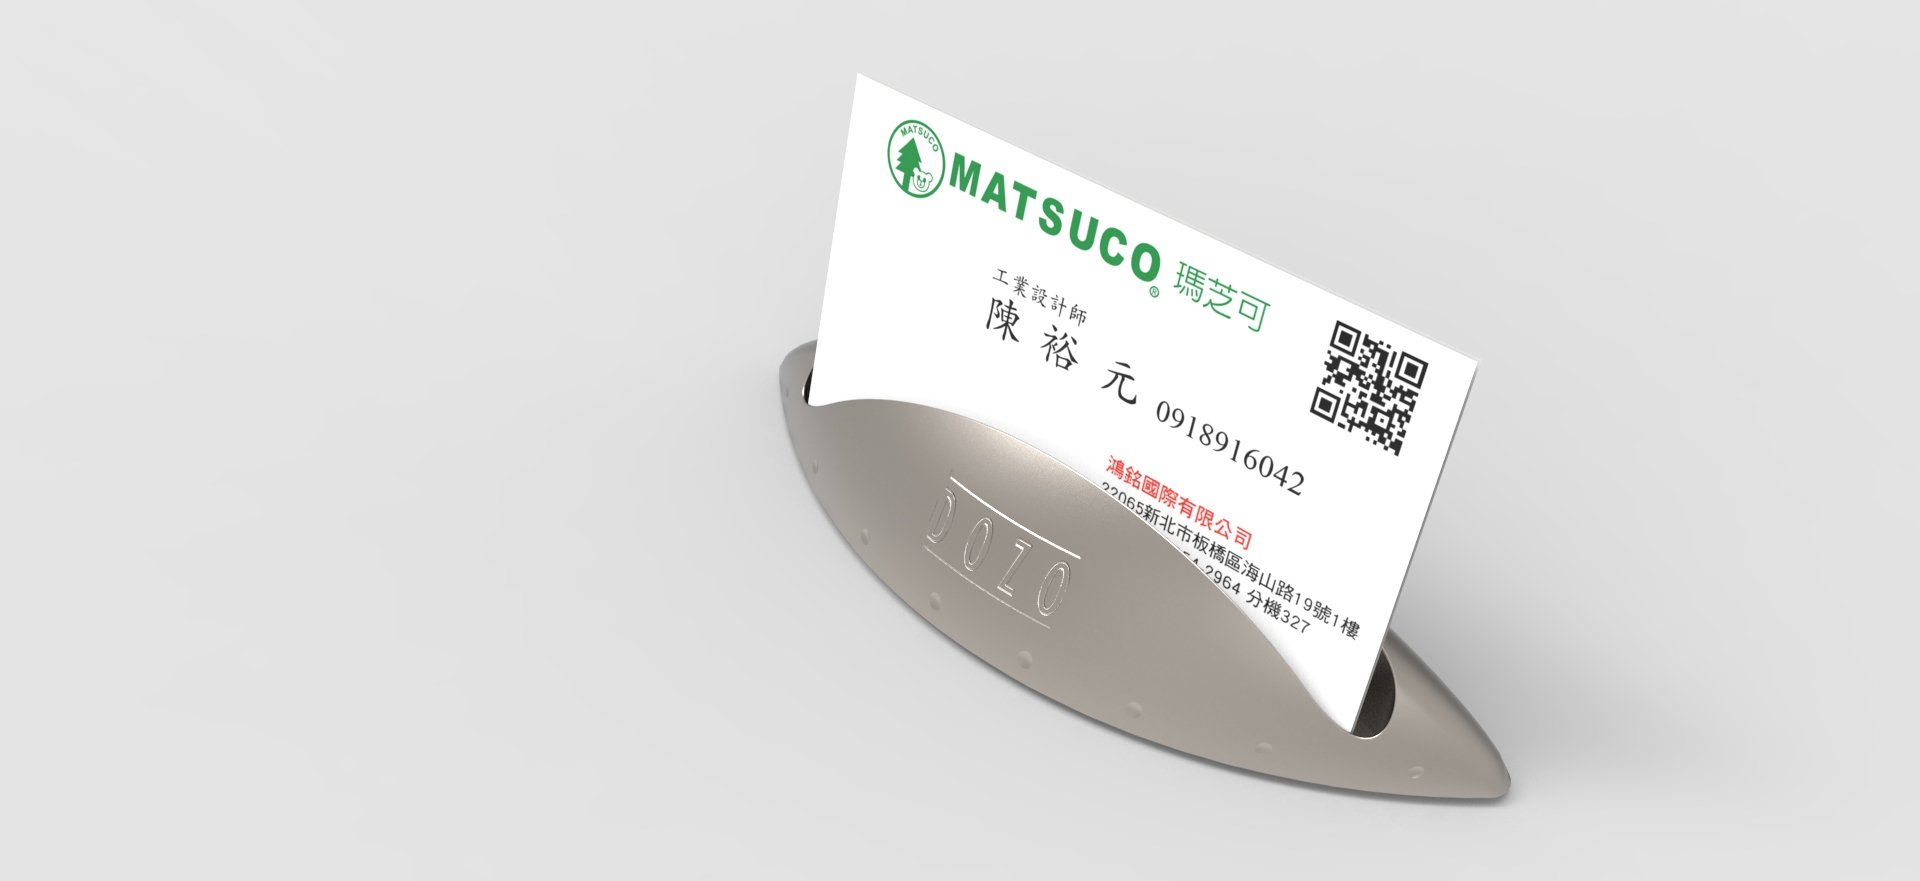 MATSUCO
MATSUCO® 瑪芝可
工業設計師
陳裕元 0918916042
鴻銘國際有限公司
22065新北市板橋區海山路19號1樓
2964 分機327
DOZO